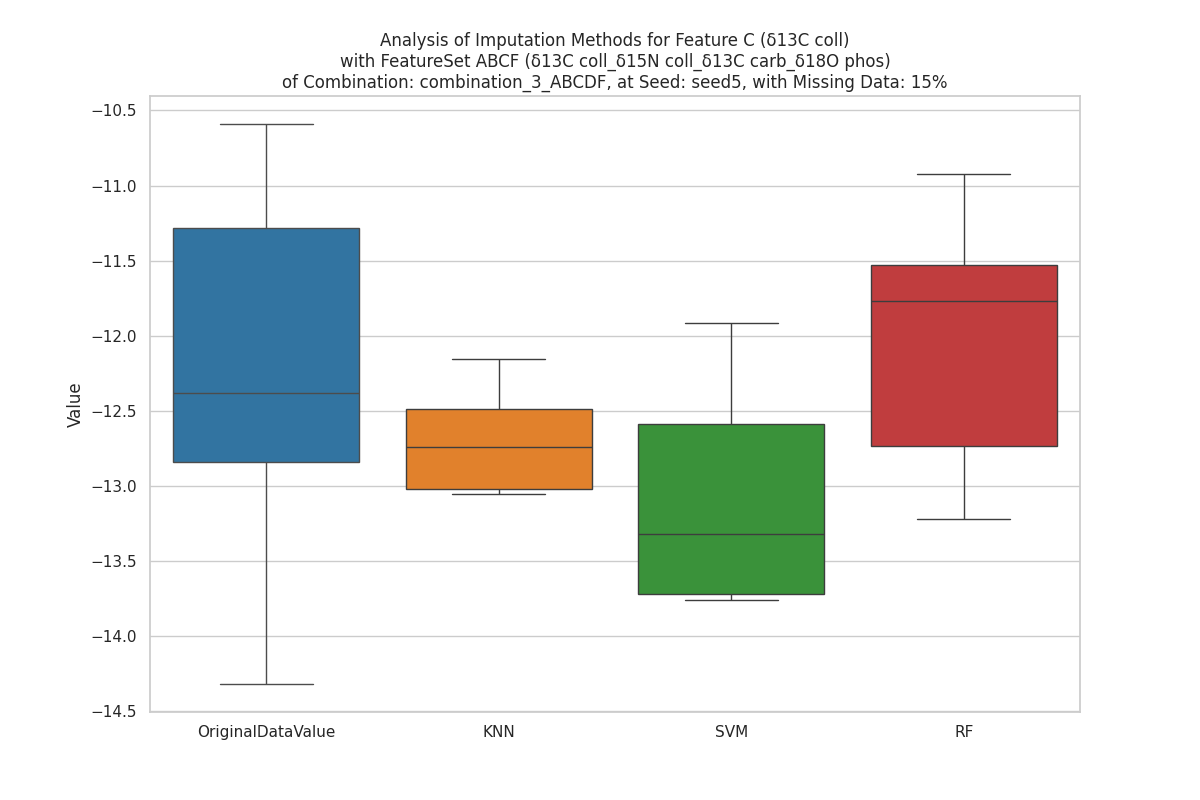 Analysis of Imputation Methods for Feature C (δ13C coll)
with FeatureSet ABCF (δ13C coll_δ15N coll_δ13C carb_δ18O phos)
of Combination: combination_3_ABCDF, at Seed: seed5, with Missing Data: 15%
Value
−10.5
−11.0
−11.5
−12.0
−12.5
−13.0
−13.5
−14.0
−14.5
OriginalDataValue KNN SVM RF